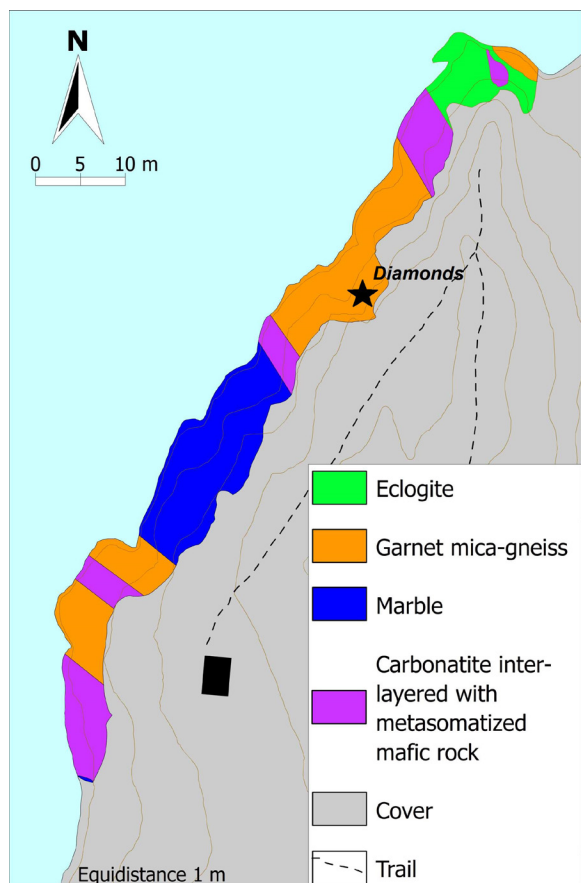 N
0 5 10 m
Diamonds
Eclogite
Garnet mica-gneiss
Marble
Carbonatite inter-
layered with
metasomatized
mafic rock
Cover
Trail
Equidistance 1 m